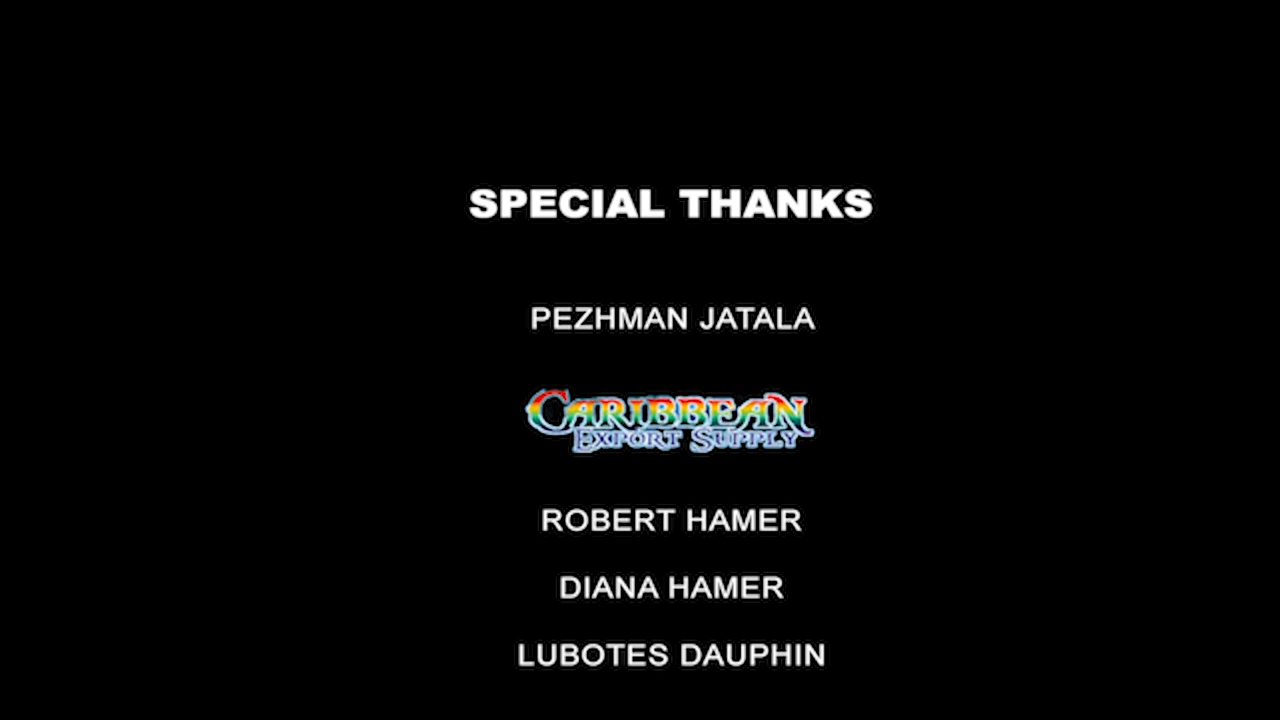 SPECIAL THANKS
PEZHMAN JATALA
CARIBBEAN
EXPORT SUPPLY
ROBERT HAMER
DIANA HAMER
LUBOTES DAUPHIN